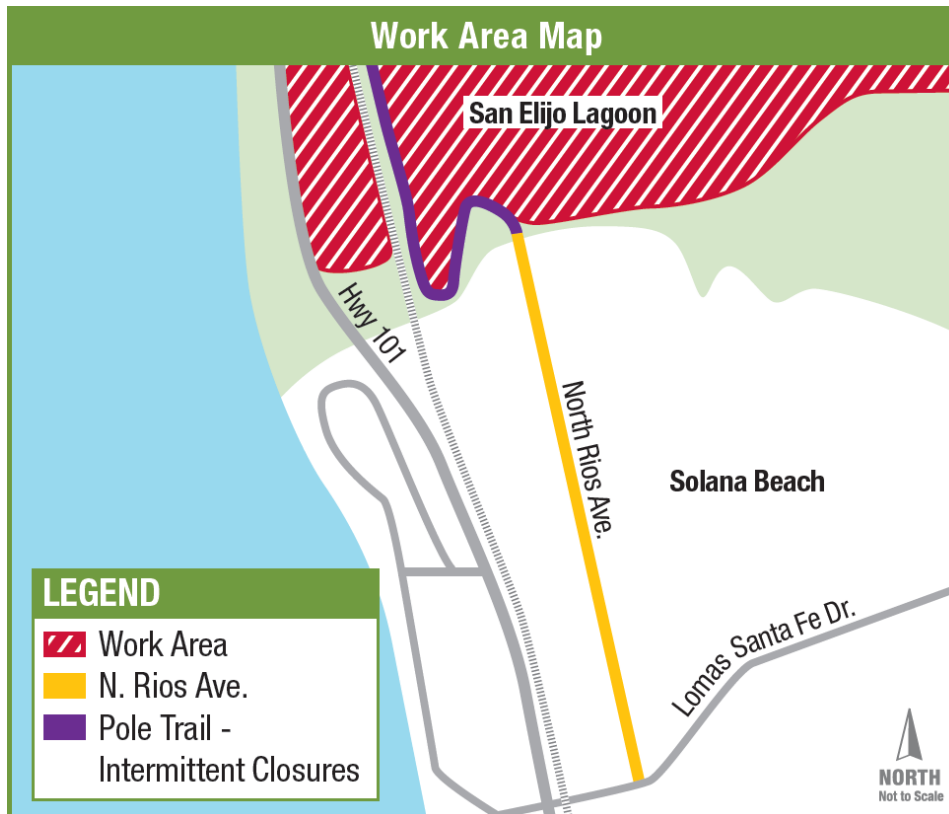 Work Area Map
San Elijo Lagoon
Hwy 101
North Rios Ave.
Solana Beach
Lomas Santa Fe Dr.
LEGEND
Work Area
N. Rios Ave.
Pole Trail -
Intermittent Closures
NORTH
Not to Scale